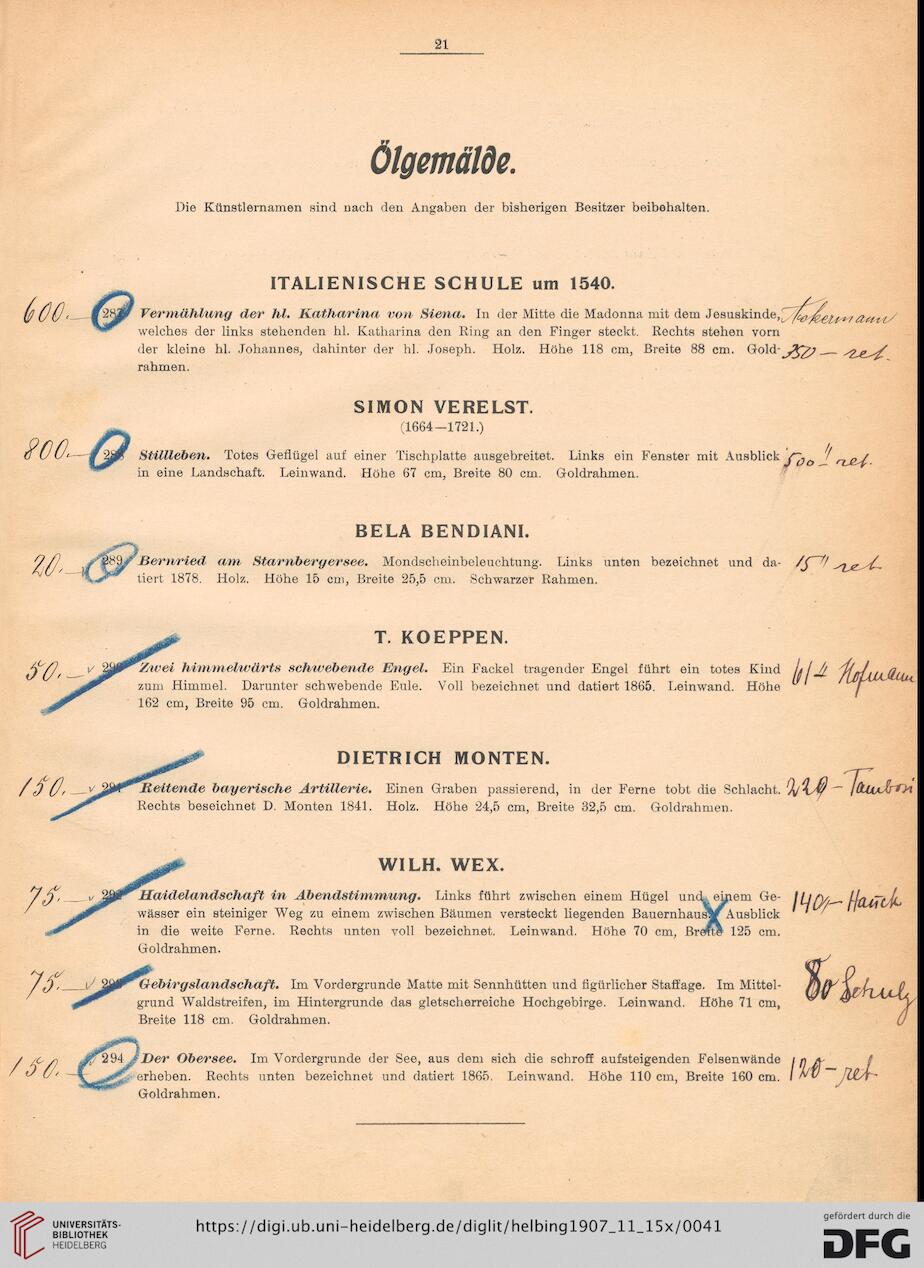 21
Ölgemälde.
Die Künstlernamen sind nach den Angaben der bisherigen Besitzer beibehalten.
ITALIENISCHE SCHULE um 1540.
600.— 287 Vermählung der hl. Katharina von Siena. In der Mitte die Madonna mit dem Jesuskinde, Ackermann
welches der links stehenden hl. Katharina den Ring an den Finger steckt. Rechts stehen vorn
der kleine hl. Johannes, dahinter der hl. Joseph. Holz. Höhe 118 cm, Breite 88 cm. Gold- 350 — ret.
rahmen.
SIMON VERELST.
(1664—1721.)
800.— 288 Stillleben. Totes Geflügel auf einer Tischplatte ausgebreitet. Links ein Fenster mit Ausblick 500 ret.
in eine Landschaft. Leinwand. Höhe 67 cm, Breite 80 cm. Goldrahmen.
BELA BENDIANI.
20.— 289 Bernried am Starnbergersee. Mondscheinbeleuchtung. Links unten bezeichnet und da- 15 ret
tiert 1878. Holz. Höhe 15 cm, Breite 25,5 cm. Schwarzer Rahmen.
T. KOEPPEN.
50.— 290 Zwei himmelwärts schwebende Engel. Ein Fackel tragender Engel führt ein totes Kind 61 Hofmann
zum Himmel. Darunter schwebende Eule. Voll bezeichnet und datiert 1865. Leinwand. Höhe
162 cm, Breite 95 cm. Goldrahmen.
DIETRICH MONTEN.
150.— 291 Reitende bayerische Artillerie. Einen Graben passierend, in der Ferne tobt die Schlacht. 220 — Tambosi
Rechts beseichnet D. Monten 1841. Holz. Höhe 24,5 cm, Breite 32,5 cm. Goldrahmen.
WILH. WEX.
75.— 292 Haidelandschaft in Abendstimmung. Links führt zwischen einem Hügel und einem Ge- 140,— Hauck
wässer ein steiniger Weg zu einem zwischen Bäumen versteckt liegenden Bauernhaus. Ausblick
in die weite Ferne. Rechts unten voll bezeichnet. Leinwand. Höhe 70 cm, Breite 125 cm.
Goldrahmen.
75.— 293 Gebirgslandschaft. Im Vordergrunde Matte mit Sennhütten und figürlicher Staffage. Im Mittel- 80 Schulz
grund Waldstreifen, im Hintergrunde das gletscherreiche Hochgebirge. Leinwand. Höhe 71 cm,
Breite 118 cm. Goldrahmen.
150.— 294 Der Obersee. Im Vordergrunde der See, aus dem sich die schroff aufsteigenden Felsenwände 120 — ret
erheben. Rechts unten bezeichnet und datiert 1865. Leinwand. Höhe 110 cm, Breite 160 cm.
Goldrahmen.
UNIVERSITÄTS-
BIBLIOTHEK
HEIDELBERG
https://digi.ub.uni-heidelberg.de/diglit/helbing1907_11_15x/0041
gefördert durch die
DFG